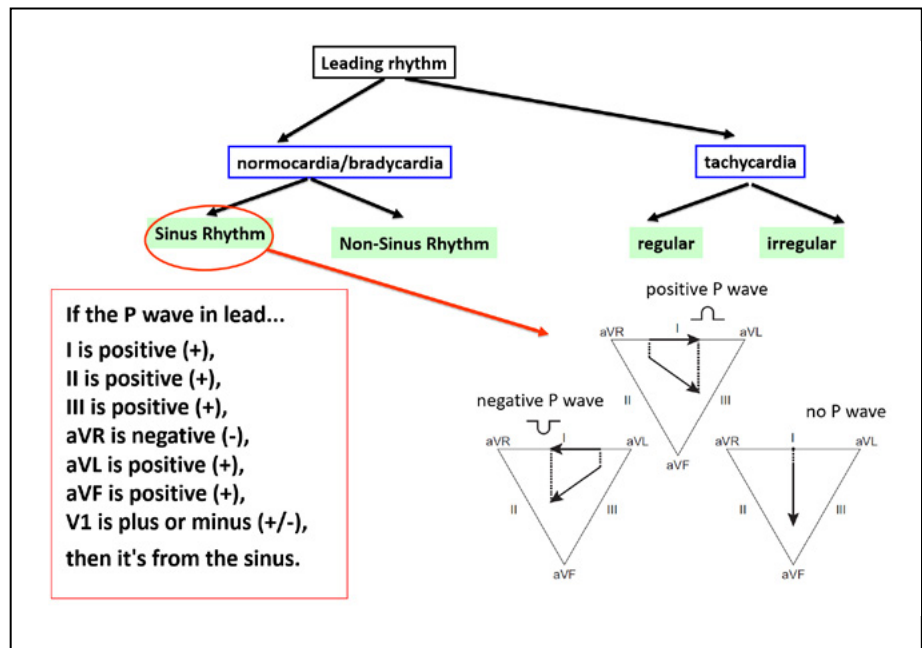 Leading rhythm
normocardia/bradycardia
tachycardia
Sinus Rhythm
Non-Sinus Rhythm
regular
irregular
If the P wave in lead...
I is positive (+),
II is positive (+),
III is positive (+),
aVR is negative (-),
aVL is positive (+),
aVF is positive (+),
V1 is plus or minus (+/-),
then it's from the sinus.
positive P wave
aVR I aVL
II III
aVF
negative P wave
aVR I aVL
II III
aVF
no P wave
aVR I aVL
II III
aVF